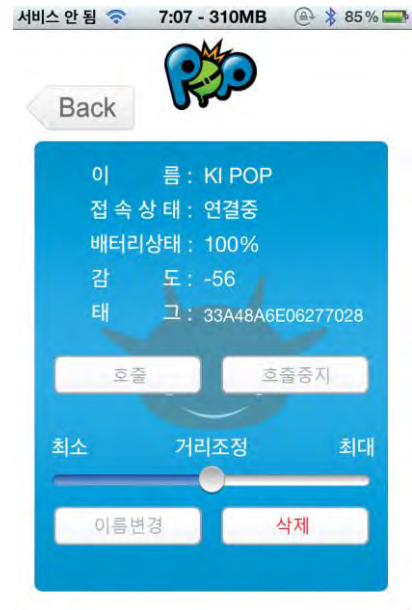 서비스 안 됨 7:07 - 310MB 85%
POP
Back
이 름 : KI POP
접 속 상 태 : 연결중
배터리상태 : 100%
감 도 : -56
태 그 : 33A48A6E06277028
호줄 호출중지
최소 거리조정 최대
이름변경 삭제